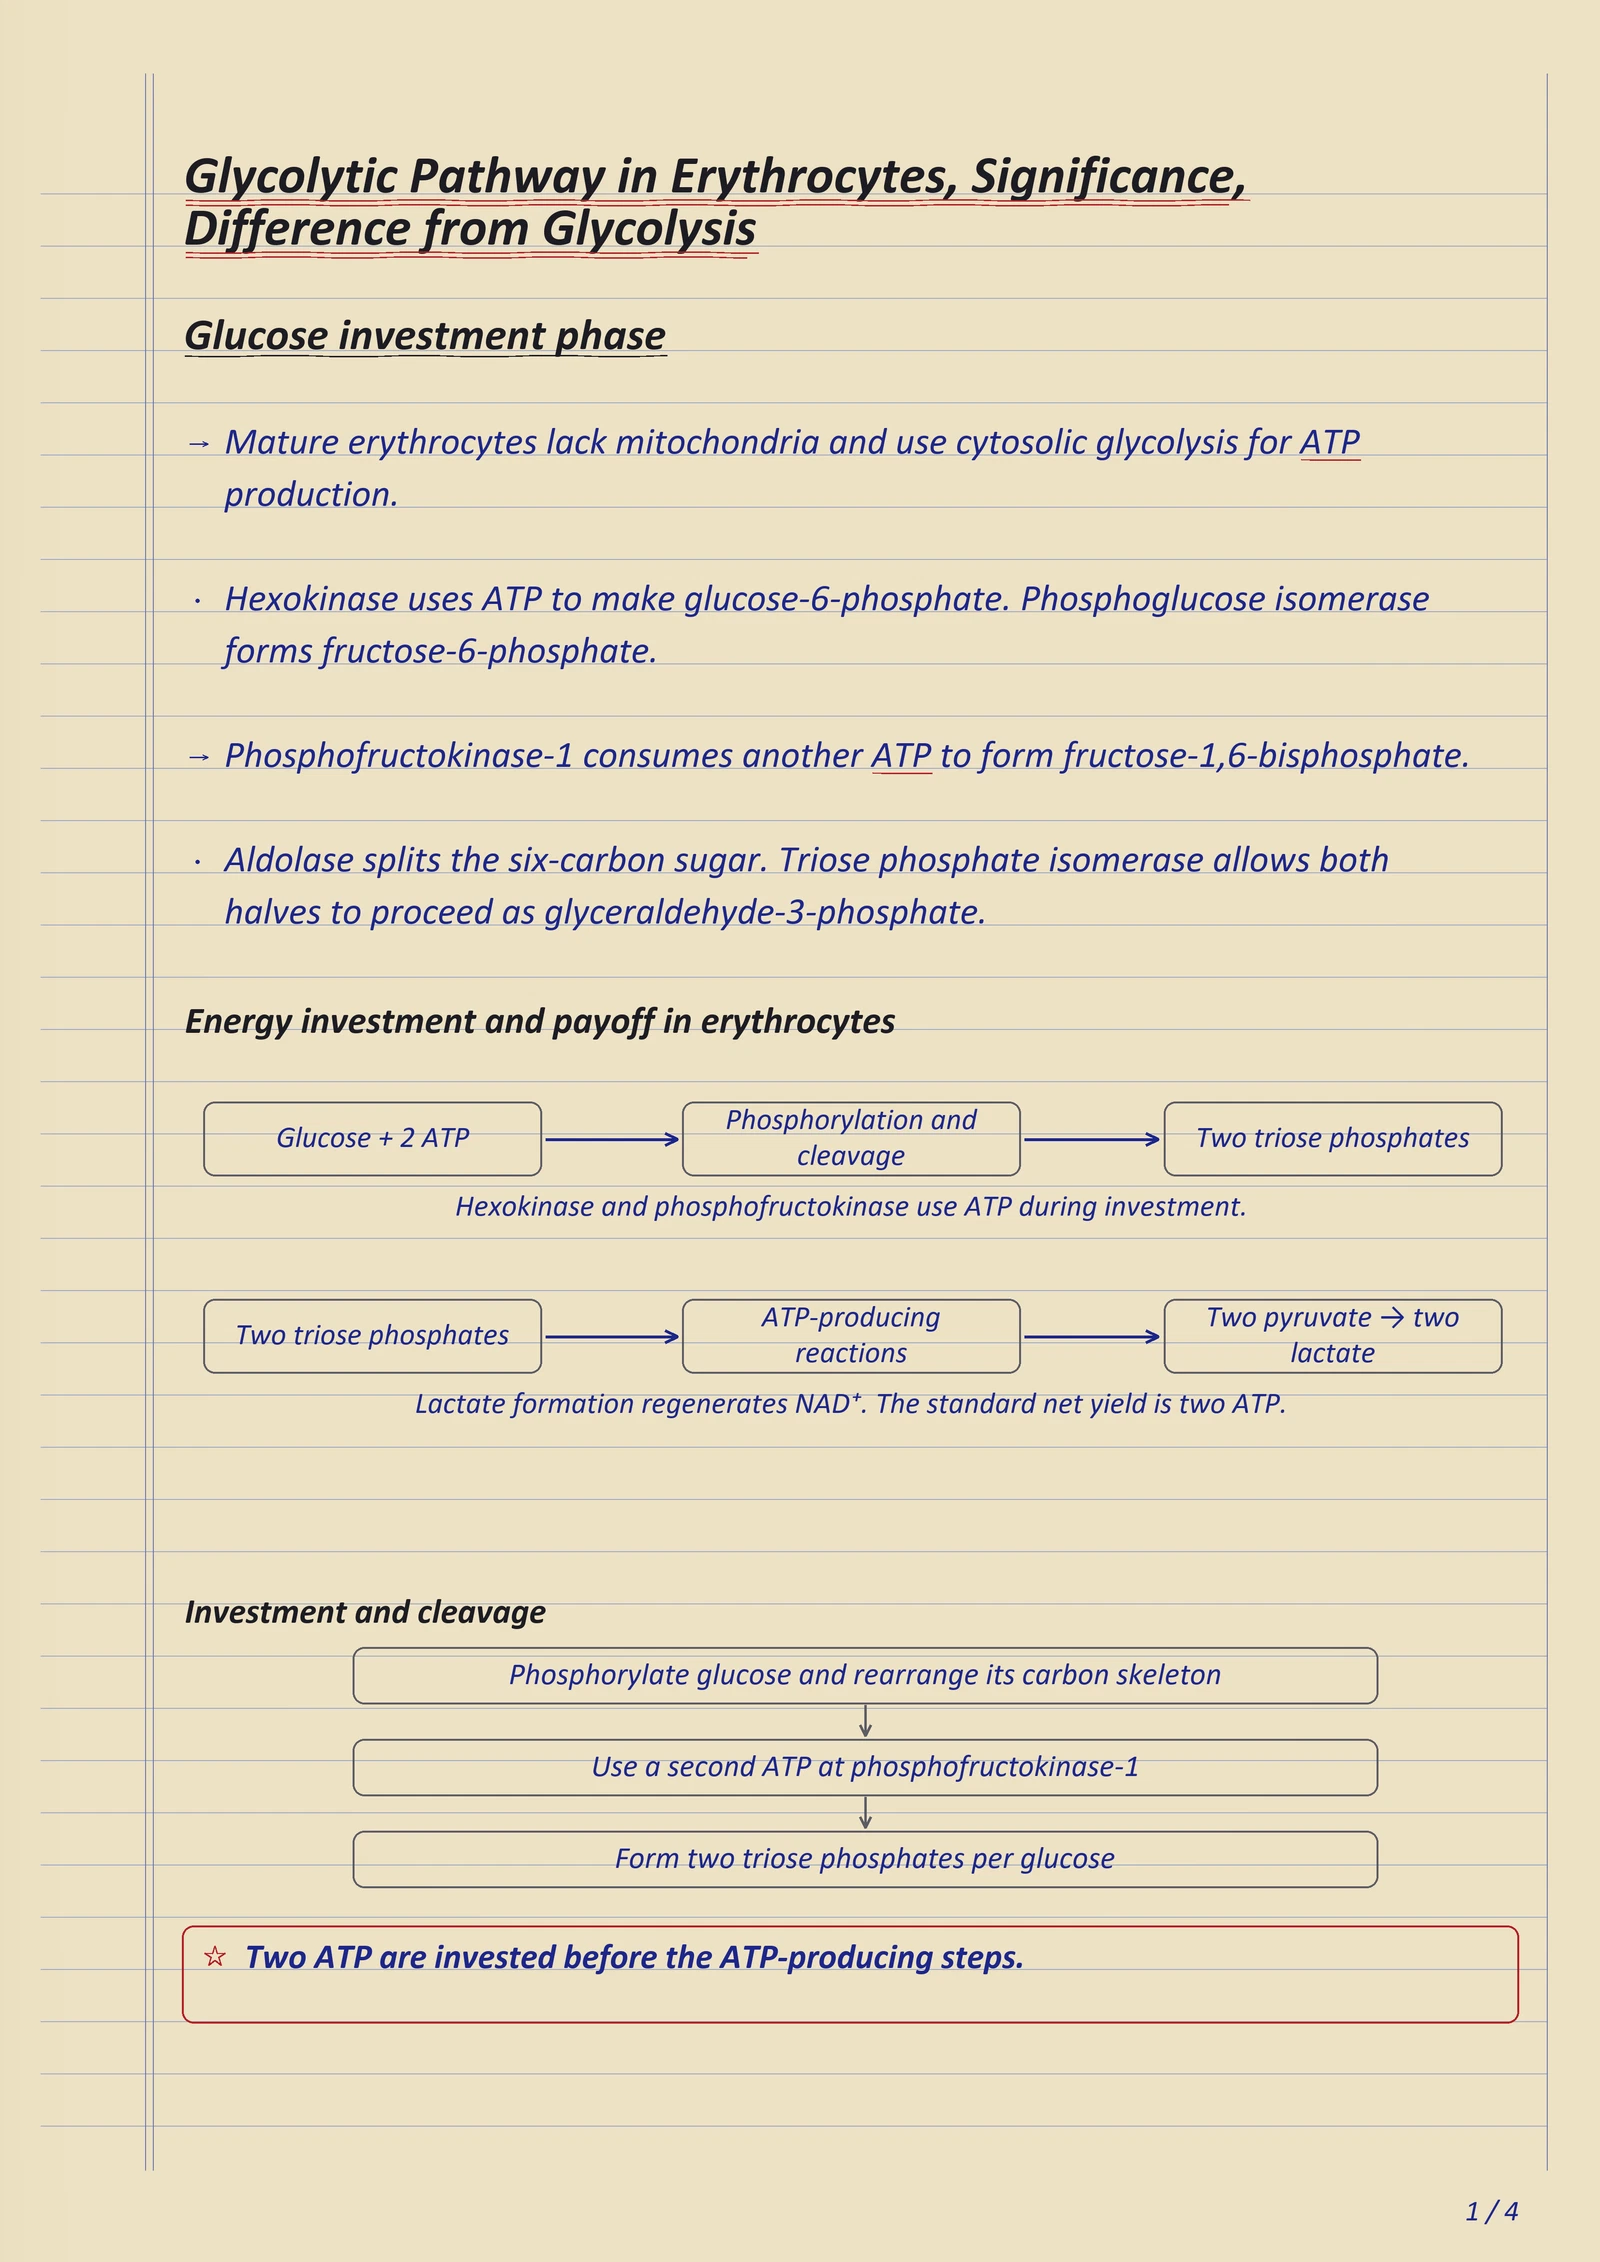 Glycolytic Pathway in Erythrocytes, Significance,
Difference from Glycolysis
Glucose investment phase
→ Mature erythrocytes lack mitochondria and use cytosolic glycolysis for ATP
production.
· Hexokinase uses ATP to make glucose-6-phosphate. Phosphoglucose isomerase
forms fructose-6-phosphate.
→ Phosphofructokinase-1 consumes another ATP to form fructose-1,6-bisphosphate.
· Aldolase splits the six-carbon sugar. Triose phosphate isomerase allows both
halves to proceed as glyceraldehyde-3-phosphate.
Energy investment and payoff in erythrocytes
Glucose + 2 ATP
Phosphorylation and
cleavage
Two triose phosphates
Hexokinase and phosphofructokinase use ATP during investment.
Two triose phosphates
ATP-producing
reactions
Two pyruvate → two
lactate
Lactate formation regenerates NAD⁺. The standard net yield is two ATP.
Investment and cleavage
Phosphorylate glucose and rearrange its carbon skeleton
Use a second ATP at phosphofructokinase-1
Form two triose phosphates per glucose
☆ Two ATP are invested before the ATP-producing steps.
1 / 4